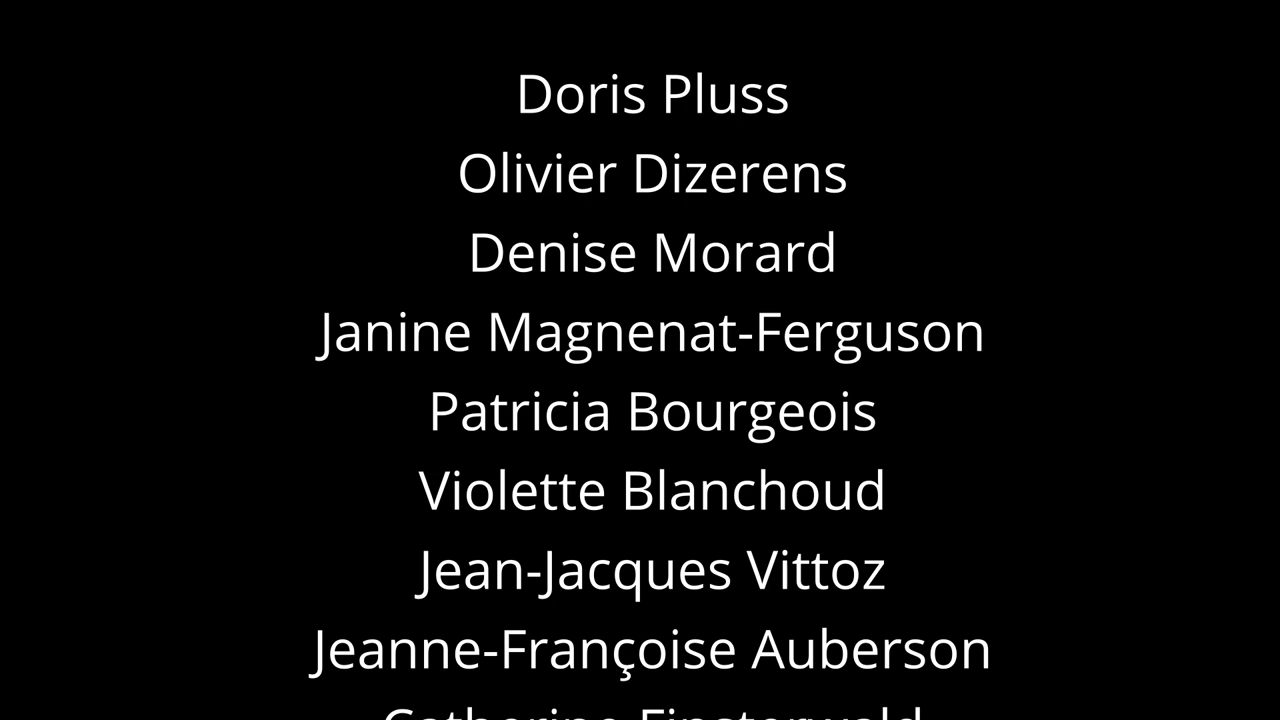 Doris Pluss
Olivier Dizerens
Denise Morard
Janine Magnenat-Ferguson
Patricia Bourgeois
Violette Blanchoud
Jean-Jacques Vittoz
Jeanne-Françoise Auberson
Catherine